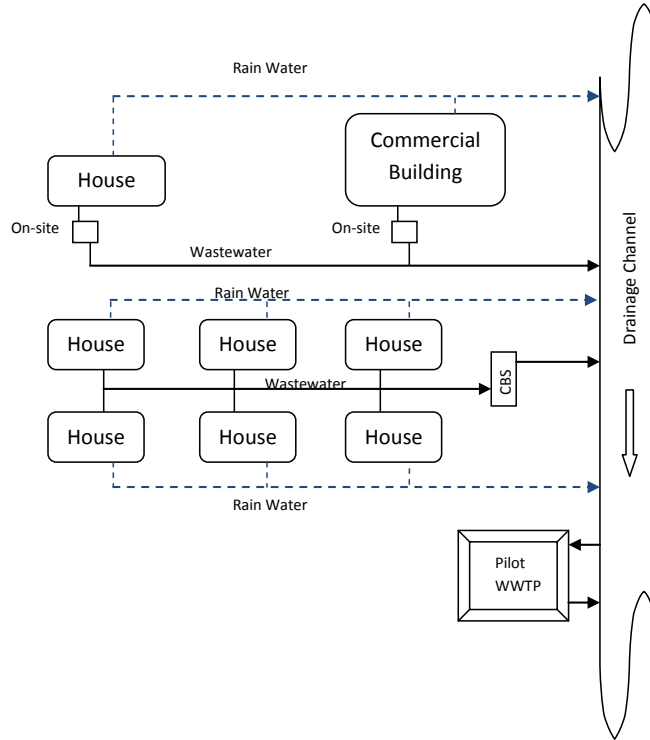 Rain Water
Commercial
Building
House
On-site
On-site
Wastewater
Rain Water
House
House
House
Wastewater
CBS
House
House
House
Rain Water
Drainage Channel
Pilot
WWTP